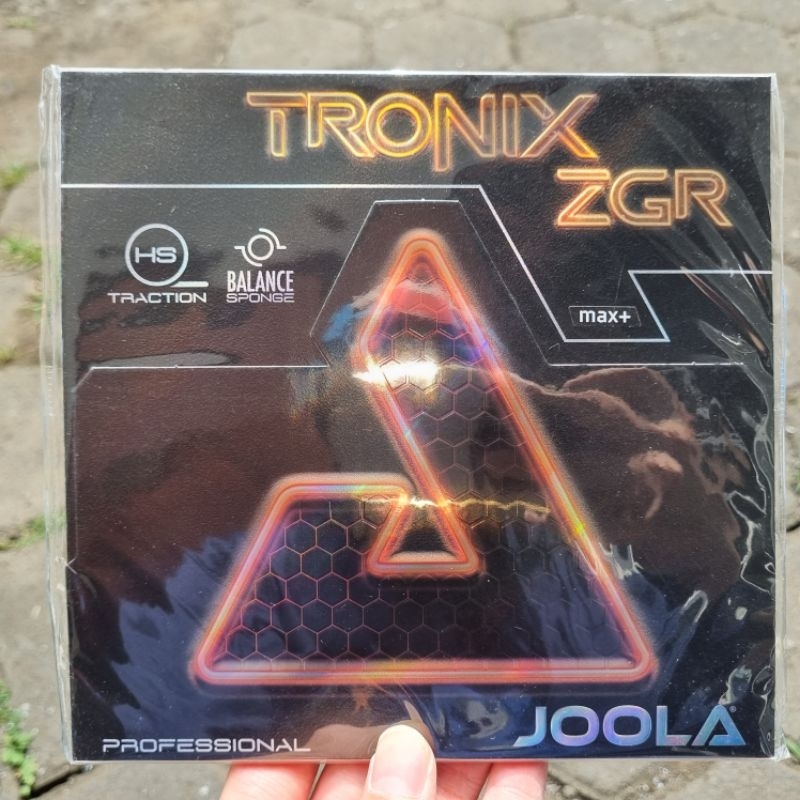 TRONIX
ZGR
HS
TRACTION
BALANCE
SPONGE
max+
PROFESSIONAL
JOOLA